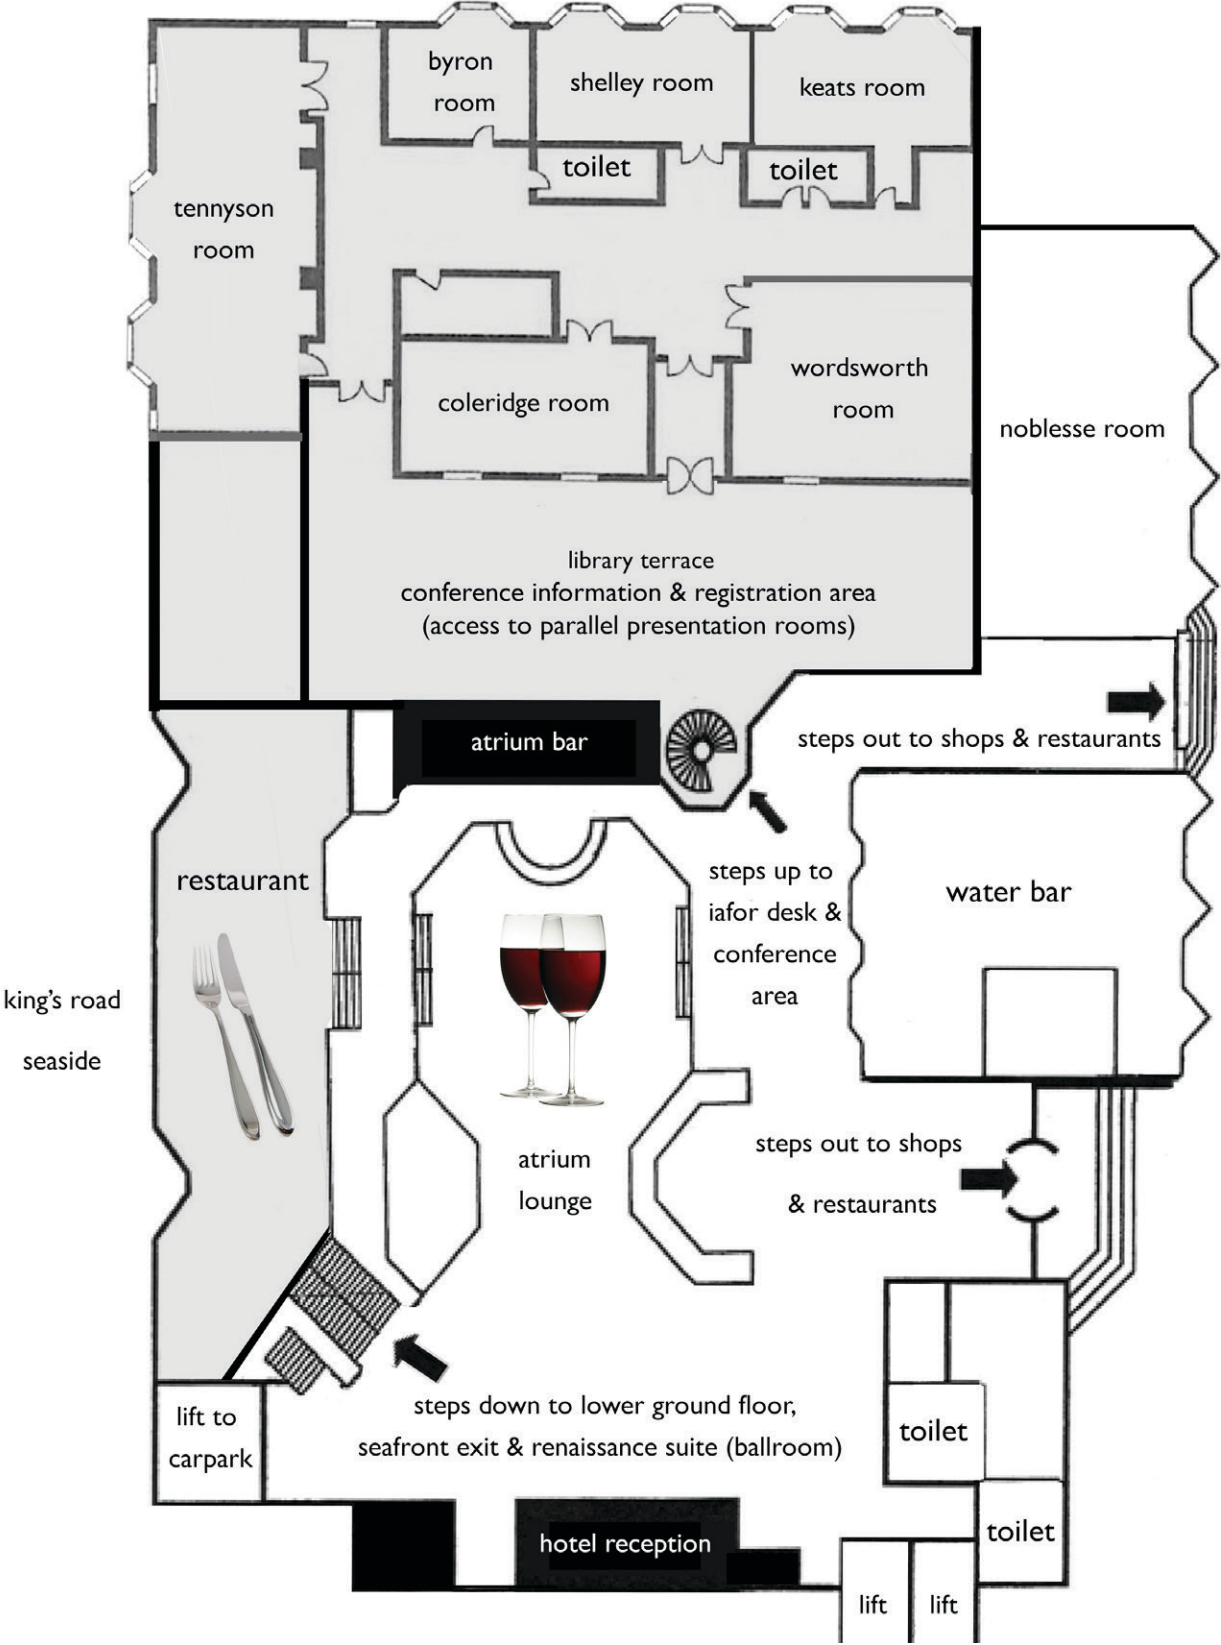 byron
room
shelley room
keats room
toilet
toilet
tennyson
room
wordsworth
room
coleridge room
noblesse room
library terrace
conference information & registration area
(access to parallel presentation rooms)
atrium bar
steps out to shops & restaurants
restaurant
steps up to
iafor desk &
conference
area
water bar
king's road
seaside
atrium
lounge
steps out to shops
& restaurants
steps down to lower ground floor,
seafront exit & renaissance suite (ballroom)
lift to
carpark
toilet
toilet
hotel reception
lift
lift